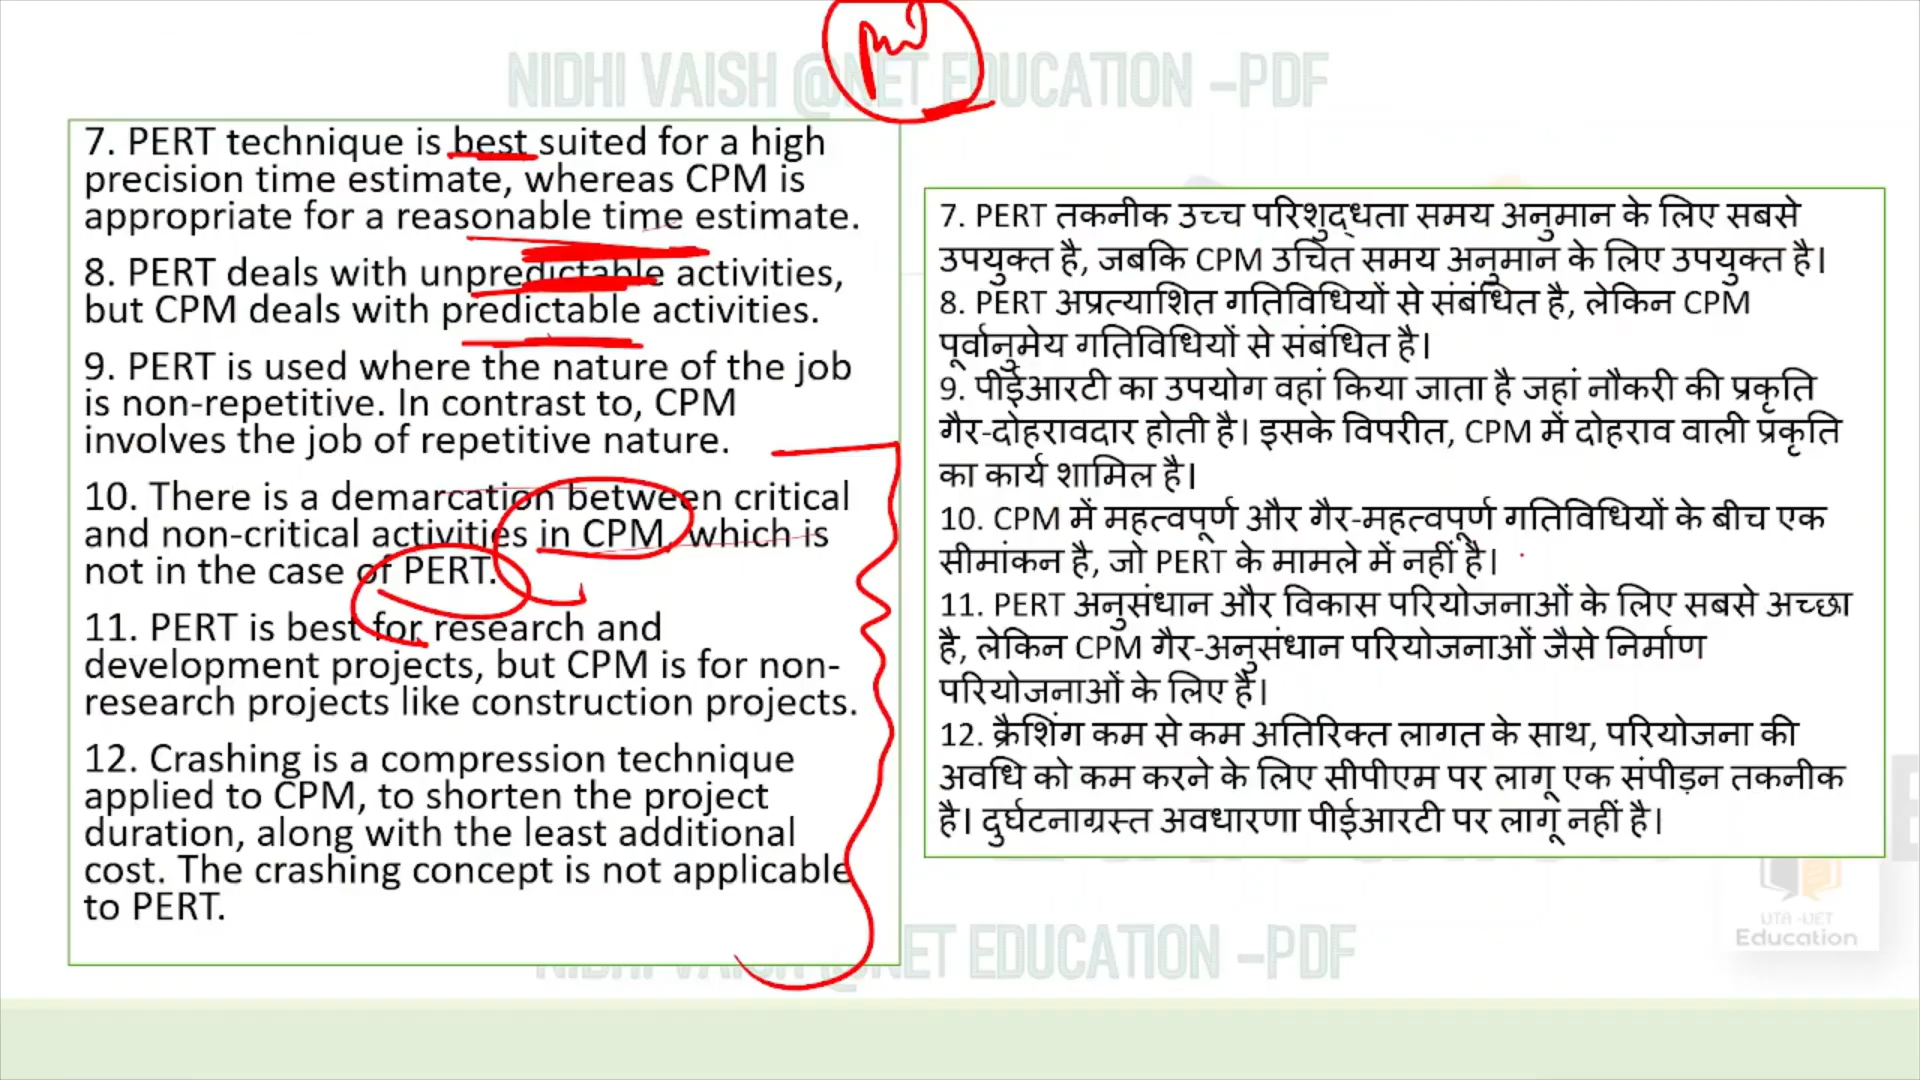 NIDHI VAISH @NET EDUCATION –PDF
7. PERT technique is best suited for a high
precision time estimate, whereas CPM is
appropriate for a reasonable time estimate.
8. PERT deals with unpredictable activities,
but CPM deals with predictable activities.
9. PERT is used where the nature of the job
is non-repetitive. In contrast to, CPM
involves the job of repetitive nature.
10. There is a demarcation between critical
and non-critical activities in CPM, which is
not in the case of PERT.
11. PERT is best for research and
development projects, but CPM is for non-
research projects like construction projects.
12. Crashing is a compression technique
applied to CPM, to shorten the project
duration, along with the least additional
cost. The crashing concept is not applicable
to PERT.
7. PERT तकनीक उच्च परिशुद्धता समय अनुमान के लिए सबसे
उपयुक्त है, जबकि CPM उचित समय अनुमान के लिए उपयुक्त है।
8. PERT अप्रत्याशित गतिविधियों से संबंधित है, लेकिन CPM
पूर्वानुमेय गतिविधियों से संबंधित है।
9. पीईआरटी का उपयोग वहां किया जाता है जहां नौकरी की प्रकृति
गैर-दोहरावदार होती है। इसके विपरीत, CPM में दोहराव वाली प्रकृति
का कार्य शामिल है।
10. CPM में महत्वपूर्ण और गैर-महत्वपूर्ण गतिविधियों के बीच एक
सीमांकन है, जो PERT के मामले में नहीं है।
11. PERT अनुसंधान और विकास परियोजनाओं के लिए सबसे अच्छा
है, लेकिन CPM गैर-अनुसंधान परियोजनाओं जैसे निर्माण
परियोजनाओं के लिए है।
12. क्रैशिंग कम से कम अतिरिक्त लागत के साथ, परियोजना की
अवधि को कम करने के लिए सीपीएम पर लागू एक संपीड़न तकनीक
है। दुर्घटनाग्रस्त अवधारणा पीईआरटी पर लागू नहीं है।
NIDHI VAISH @NET EDUCATION –PDF
Education